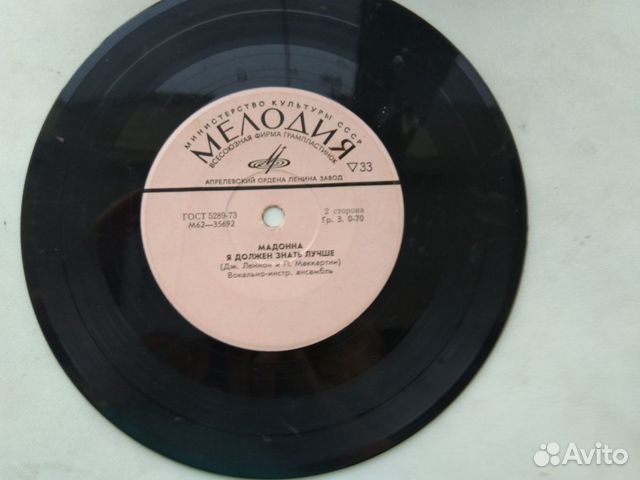 МИНИСТЕРСТВО КУЛЬТУРЫ СССР
МЕЛОДИЯ
ВСЕСОЮЗНАЯ ФИРМА ГРАМПЛАСТИНОК
▽33
АПРЕЛЕВСКИЙ ОРДЕНА ЛЕНИНА ЗАВОД
ГОСТ 5289-73
М62—35692
2 сторона
Гр. 3. 0-70
МАДОННА
Я ДОЛЖЕН ЗНАТЬ ЛУЧШЕ
(Дж. Леннон и П. Маккертни)
Вокально-инстр. ансамбль
Avito